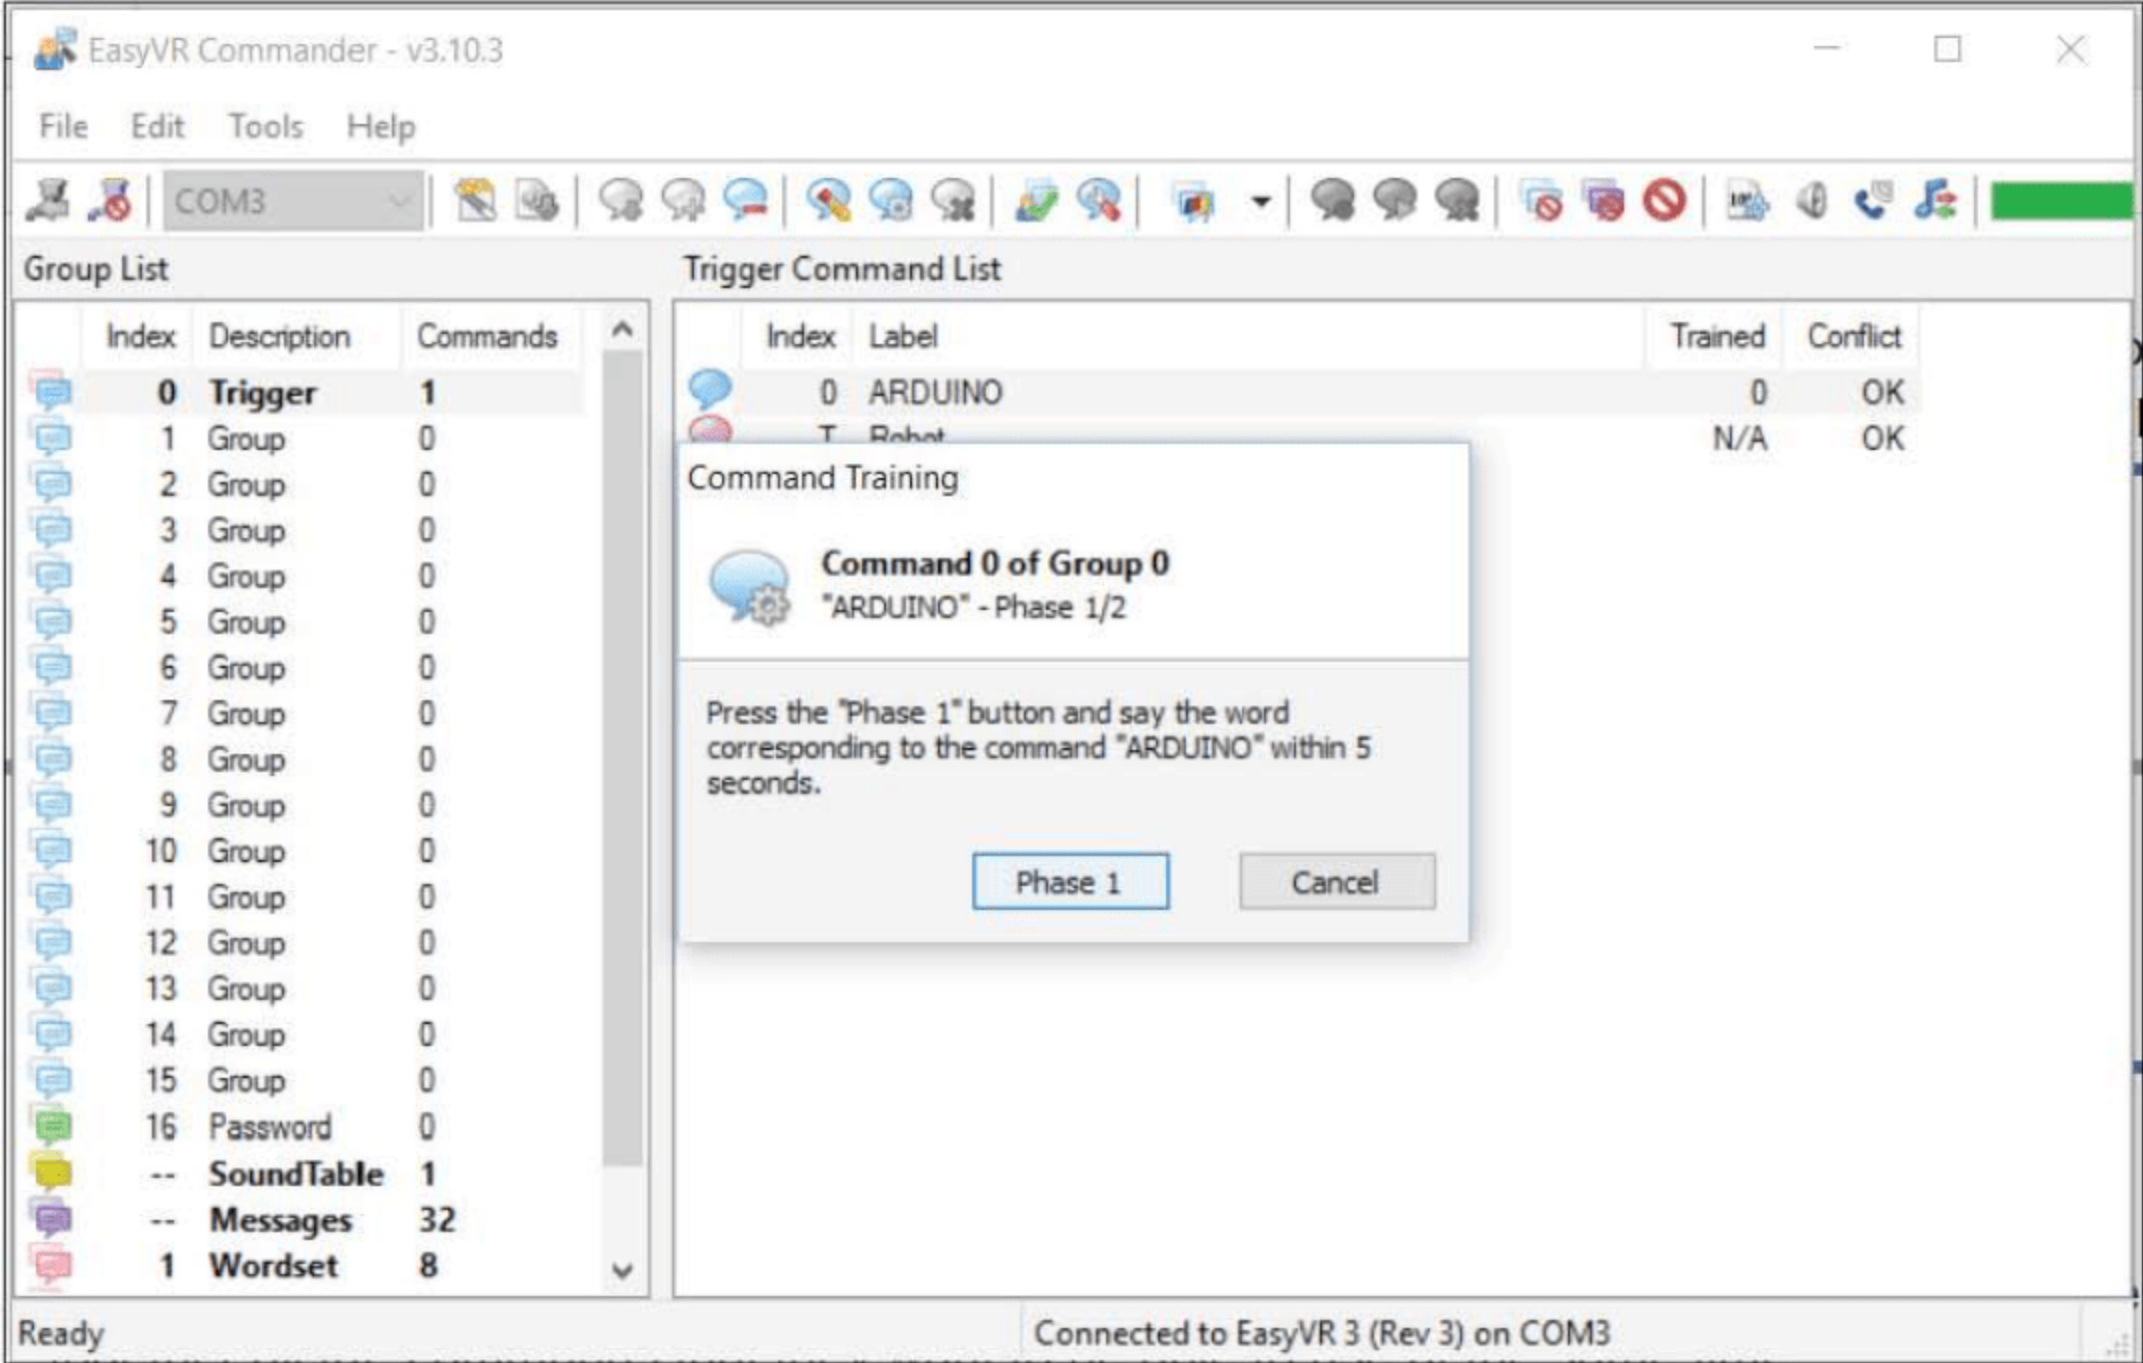 EasyVR Commander - v3.10.3
File Edit Tools Help
COM3
Group List
Index Description Commands
0 Trigger 1
1 Group 0
2 Group 0
3 Group 0
4 Group 0
5 Group 0
6 Group 0
7 Group 0
8 Group 0
9 Group 0
10 Group 0
11 Group 0
12 Group 0
13 Group 0
14 Group 0
15 Group 0
16 Password 0
-- SoundTable 1
-- Messages 32
1 Wordset 8
Trigger Command List
Index Label Trained Conflict
0 ARDUINO 0 OK
T Robot N/A OK
Command Training
Command 0 of Group 0
"ARDUINO" - Phase 1/2
Press the "Phase 1" button and say the word
corresponding to the command "ARDUINO" within 5
seconds.
Phase 1 Cancel
Ready Connected to EasyVR 3 (Rev 3) on COM3